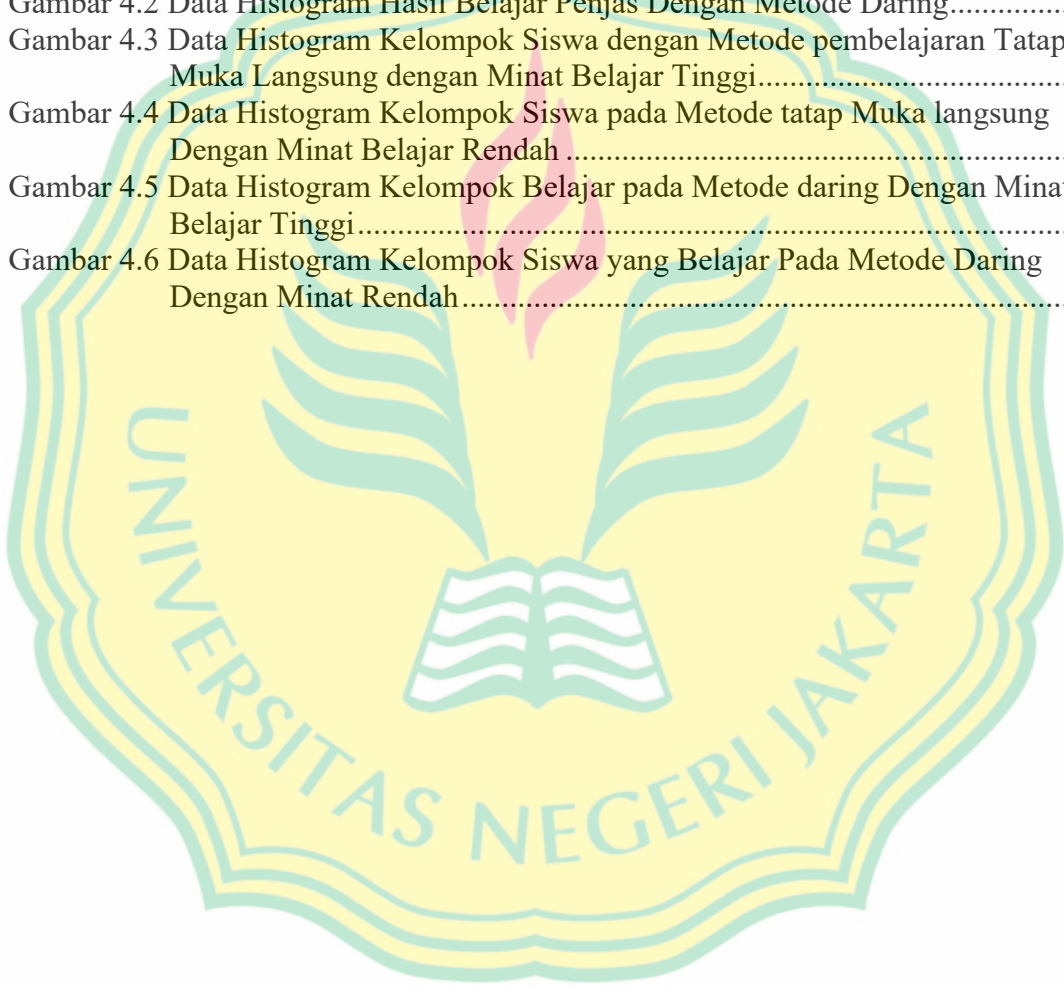 Gambar 4.2 Data Histogram Hasil Belajar Penjas Dengan Metode Daring..............
Gambar 4.3 Data Histogram Kelompok Siswa dengan Metode pembelajaran Tatap
Muka Langsung dengan Minat Belajar Tinggi......................................
Gambar 4.4 Data Histogram Kelompok Siswa pada Metode tatap Muka langsung
Dengan Minat Belajar Rendah ..............................................................
Gambar 4.5 Data Histogram Kelompok Belajar pada Metode daring Dengan Minat
Belajar Tinggi........................................................................................
Gambar 4.6 Data Histogram Kelompok Siswa yang Belajar Pada Metode Daring
Dengan Minat Rendah...........................................................................
UNIVERSITAS NEGERI JAKARTA